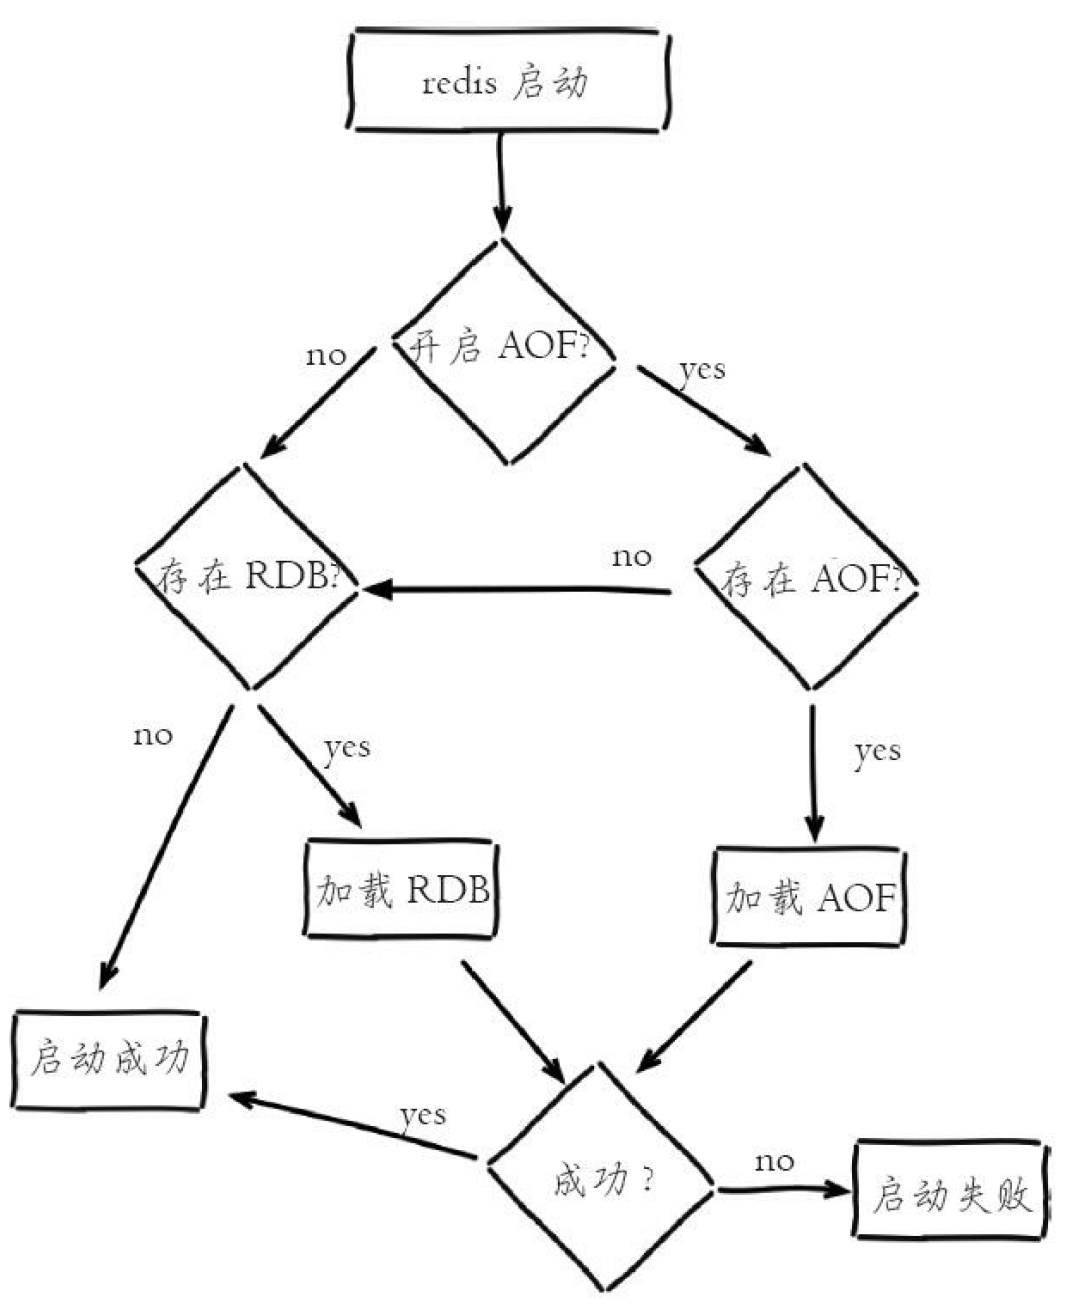 redis 启动
开启 AOF?
no
yes
存在 RDB?
no
存在 AOF?
no
yes
yes
加载 RDB
加载 AOF
启动成功
yes
成功?
no
启动失败